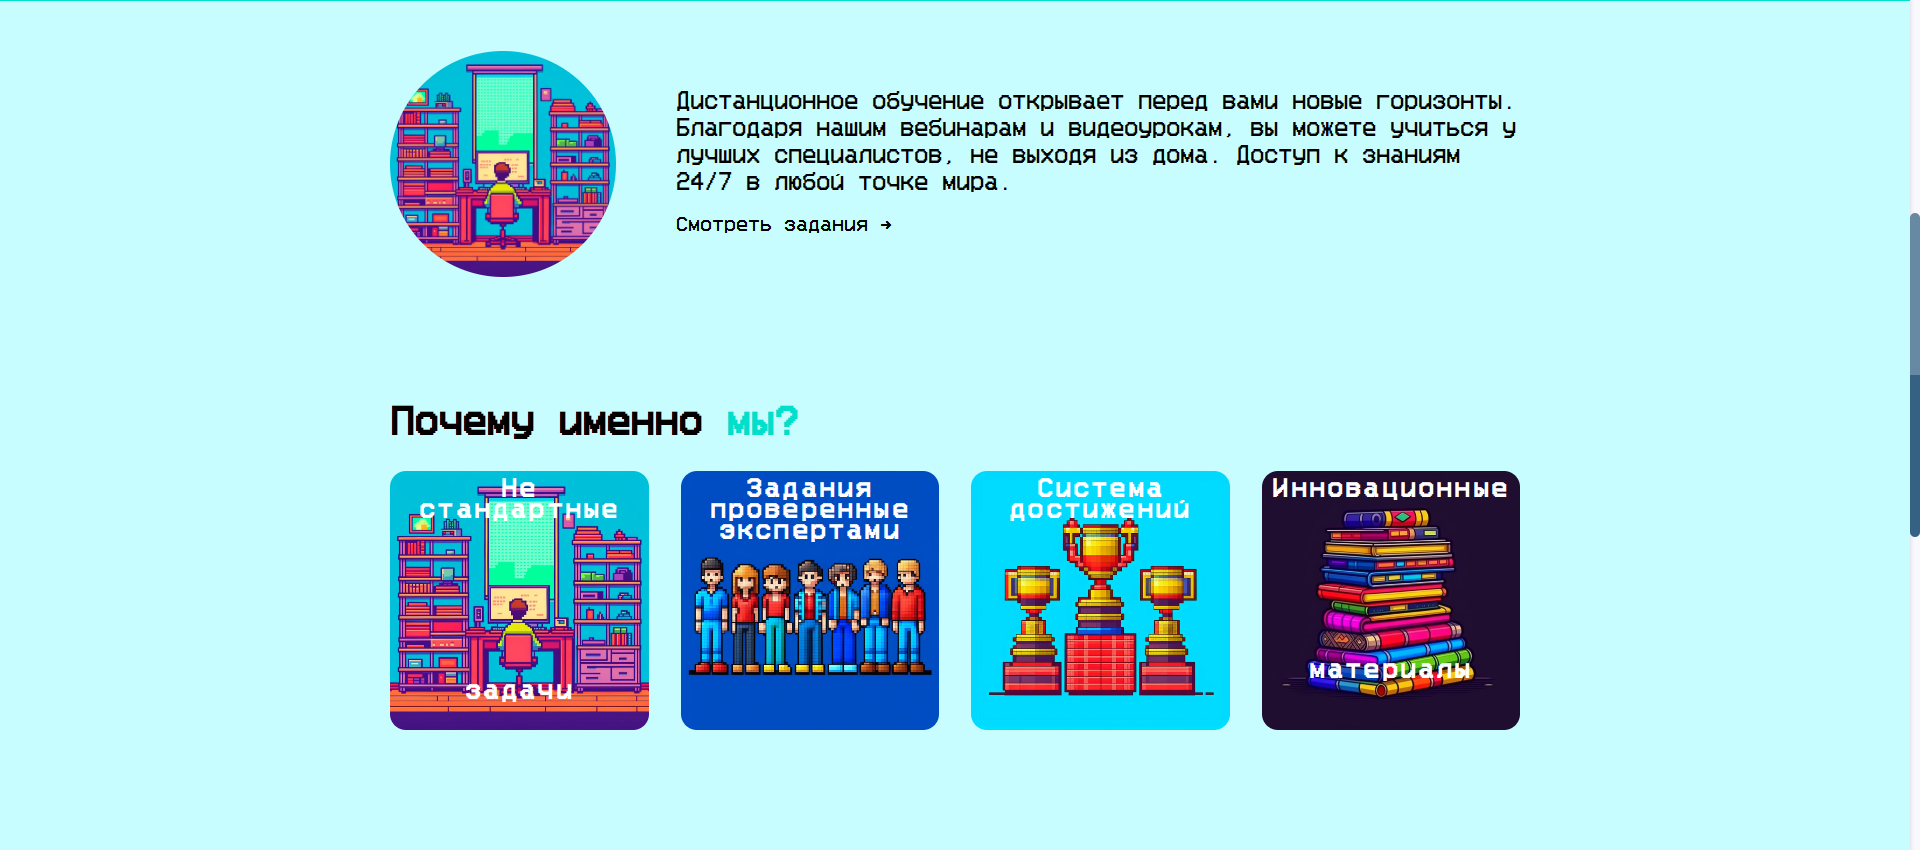 Дистанционное обучение открывает перед вами новые горизонты.
Благодаря нашим вебинарам и видеоурокам, вы можете учиться у
лучших специалистов, не выходя из дома. Доступ к знаниям
24/7 в любой точке мира.
Смотреть задания →
Почему именно мы?
Не
стандартные
задачи
Задания
проверенные
экспертами
Система
достижений
Инновационные
материалы